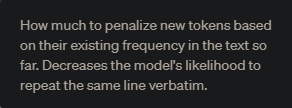 How much to penalize new tokens based
on their existing frequency in the text so
far. Decreases the model's likelihood to
repeat the same line verbatim.